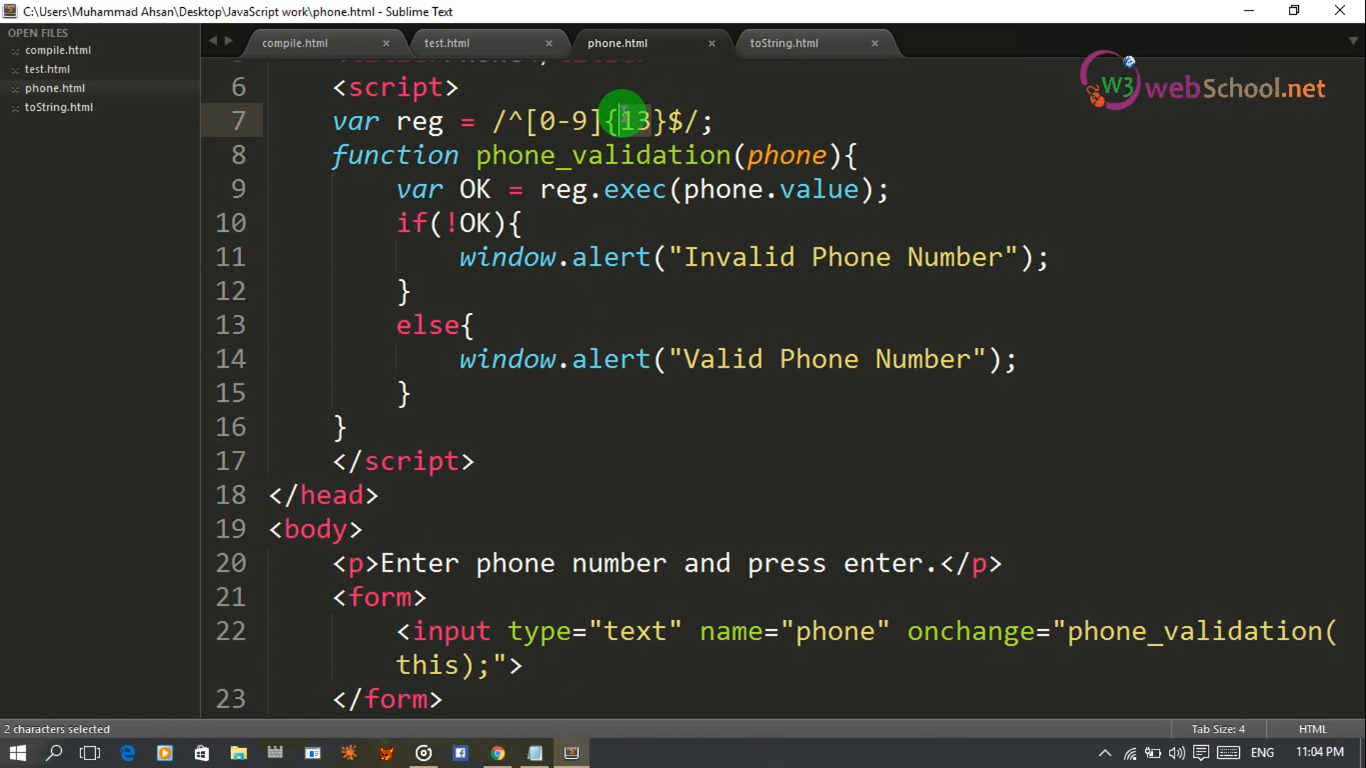 C:\Users\Muhammad Ahsan\Desktop\JavaScript work\phone.html - Sublime Text
OPEN FILES
compile.html
test.html
phone.html
toString.html
compile.html
test.html
phone.html
toString.html
W3 webSchool.net
6 <script>
7 var reg = /^[0-9]{13}$/;
8 function phone_validation(phone){
9 var OK = reg.exec(phone.value);
10 if(!OK){
11 window.alert("Invalid Phone Number");
12 }
13 else{
14 window.alert("Valid Phone Number");
15 }
16 }
17 </script>
18 </head>
19 <body>
20 <p>Enter phone number and press enter.</p>
21 <form>
22 <input type="text" name="phone" onchange="phone_validation(
this);">
23 </form>
2 characters selected
Tab Size: 4
HTML
ENG
11:04 PM